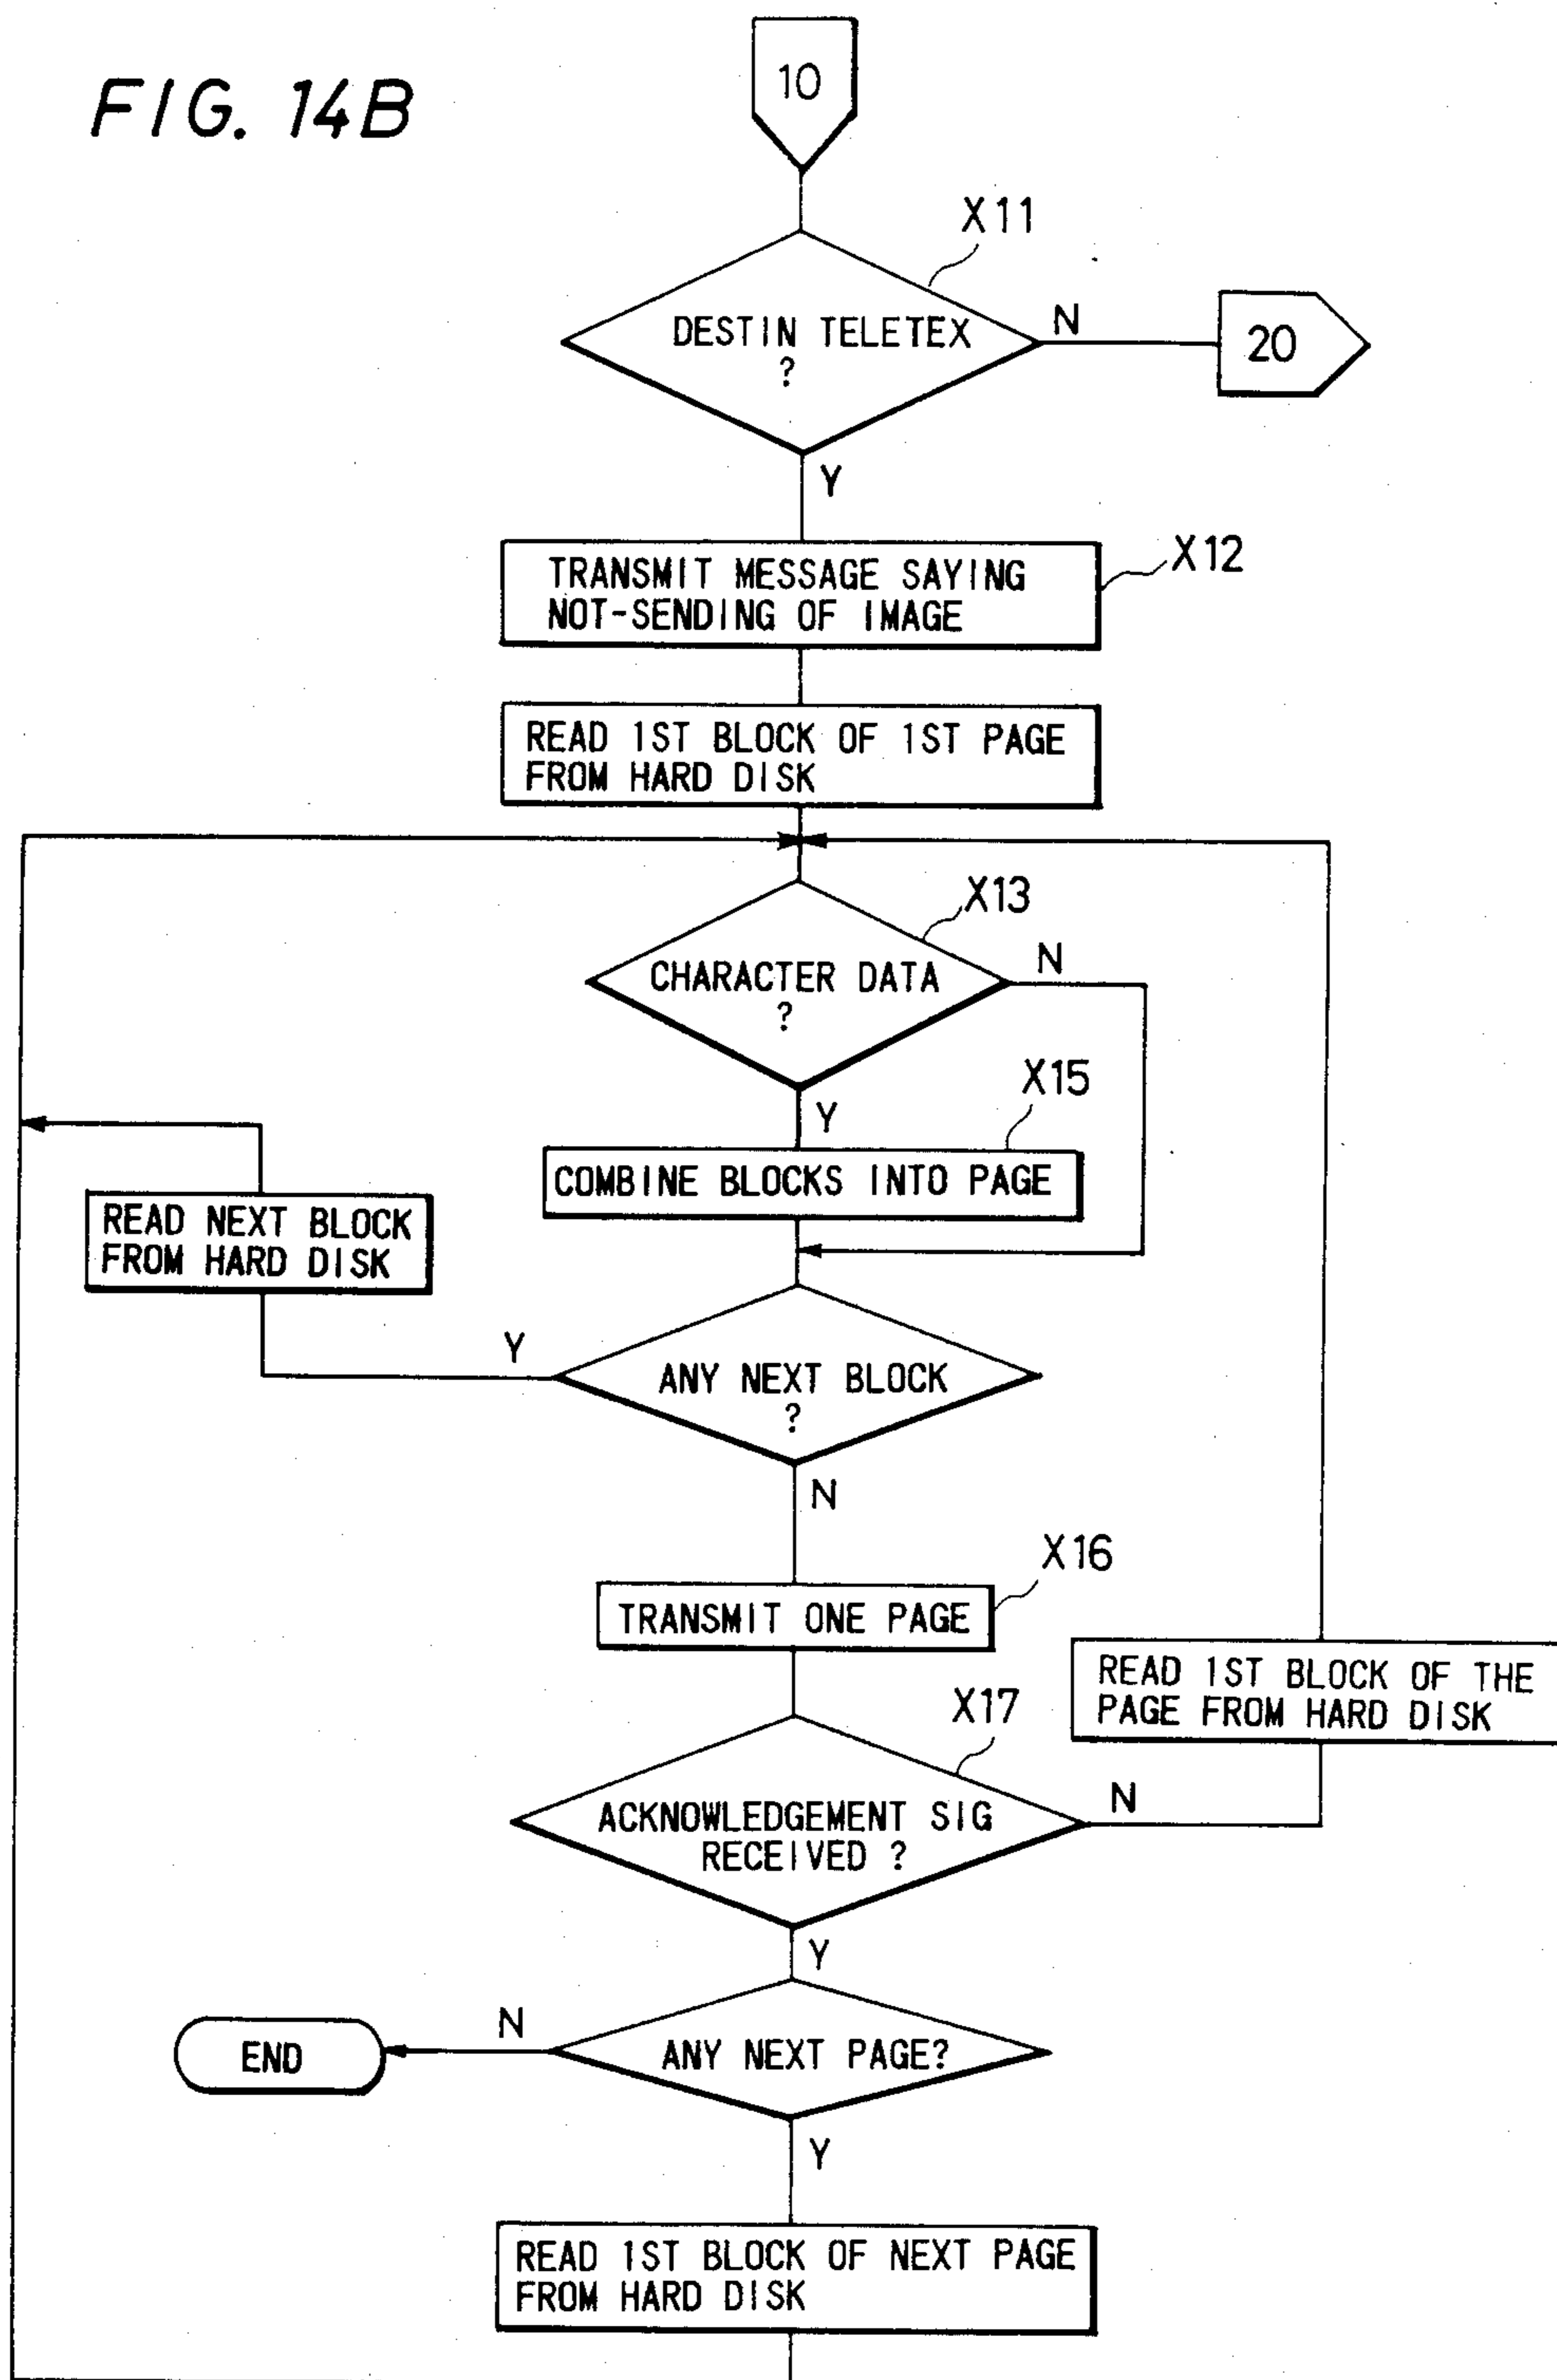 FIG. 14B
10
X11
DESTIN TELETEX
?
N
20
Y
TRANSMIT MESSAGE SAYING
NOT-SENDING OF IMAGE
X12
READ 1ST BLOCK OF 1ST PAGE
FROM HARD DISK
X13
CHARACTER DATA
?
N
Y
X15
COMBINE BLOCKS INTO PAGE
READ NEXT BLOCK
FROM HARD DISK
Y
ANY NEXT BLOCK
?
N
X16
TRANSMIT ONE PAGE
READ 1ST BLOCK OF THE
PAGE FROM HARD DISK
X17
ACKNOWLEDGEMENT SIG
RECEIVED ?
N
Y
END
N
ANY NEXT PAGE?
Y
READ 1ST BLOCK OF NEXT PAGE
FROM HARD DISK